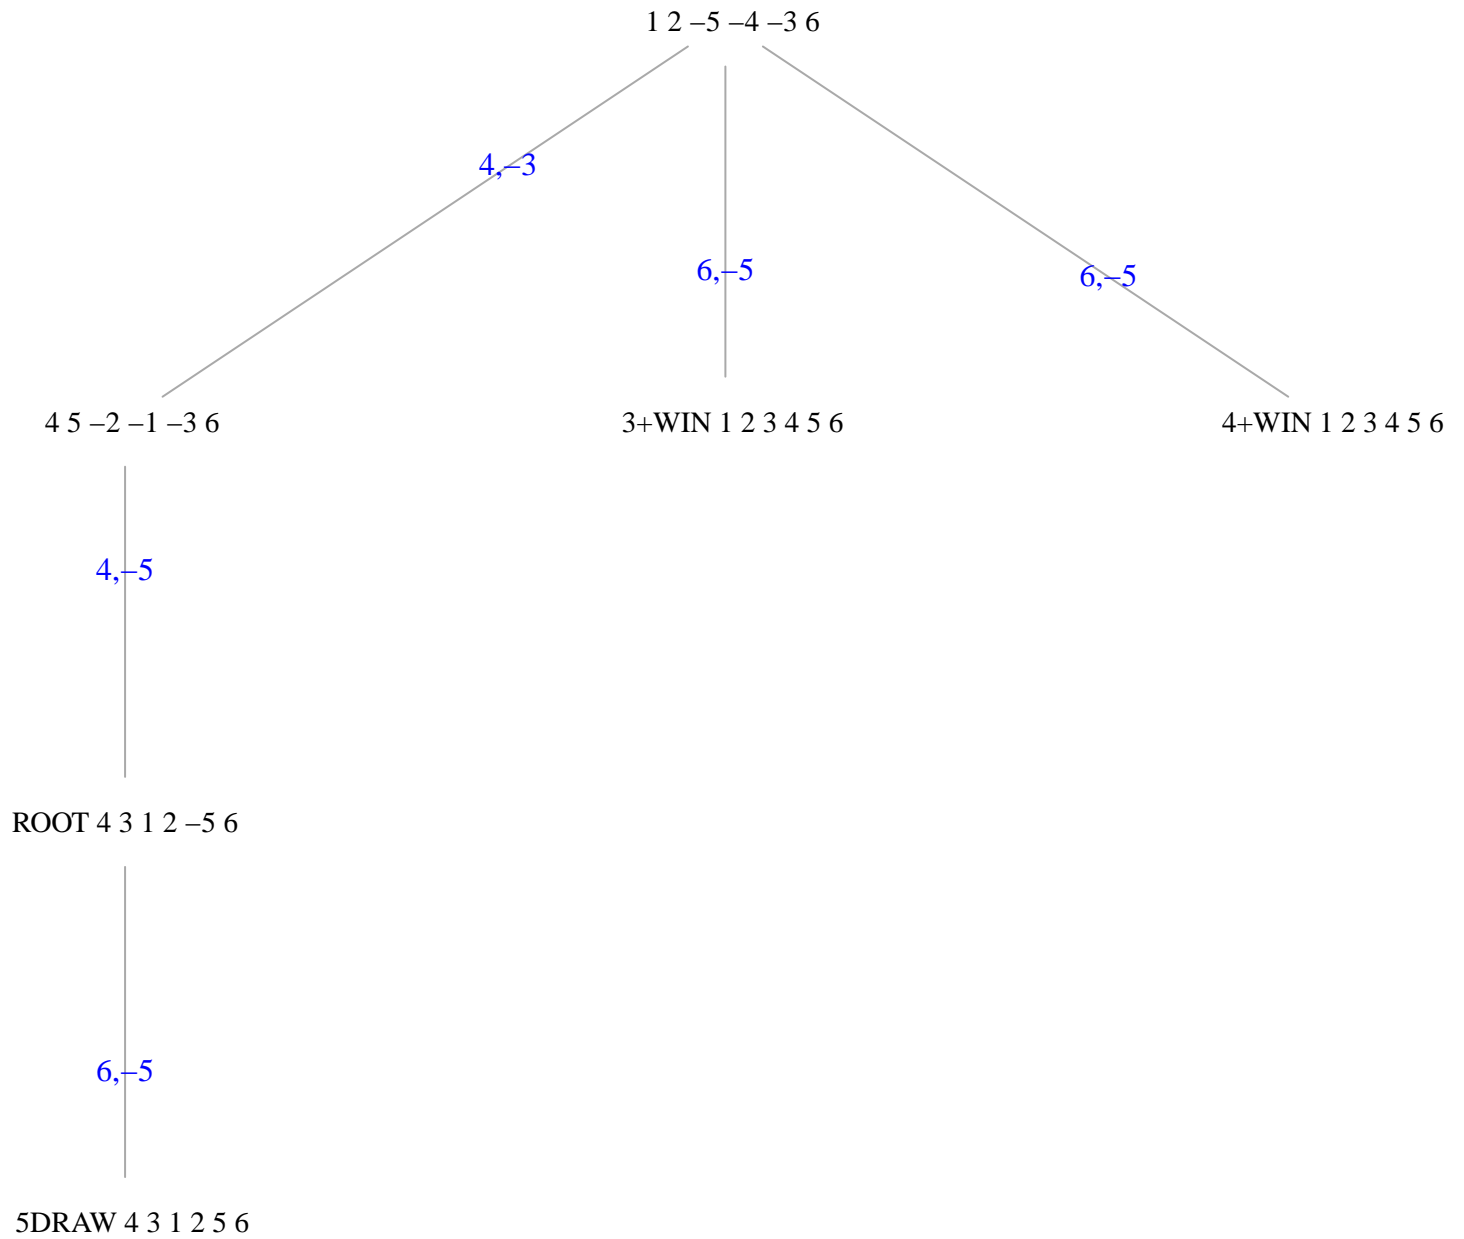 1 2 –5 –4 –3 6
4,–3
6,–5
6,–5
4 5 –2 –1 –3 6
3+WIN 1 2 3 4 5 6
4+WIN 1 2 3 4 5 6
4,–5
ROOT 4 3 1 2 –5 6
6,–5
5DRAW 4 3 1 2 5 6